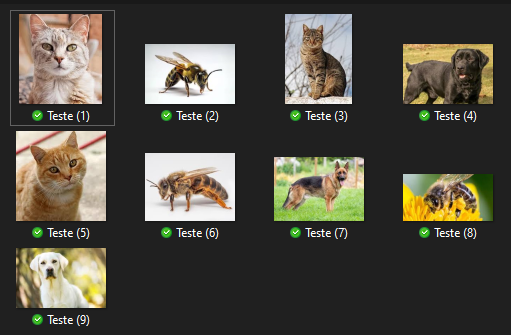 Teste (1)
Teste (2)
Teste (3)
Teste (4)
Teste (5)
Teste (6)
Teste (7)
Teste (8)
Teste (9)